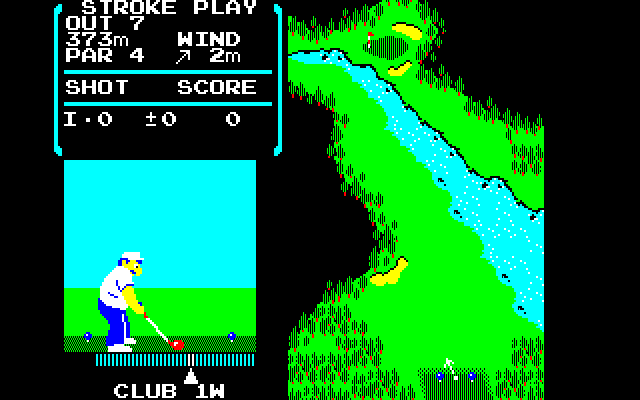 STROKE PLAY
OUT 7
373m WIND
PAR 4 ↗ 2m
SHOT SCORE
I·0 ±0 0
CLUB 1W